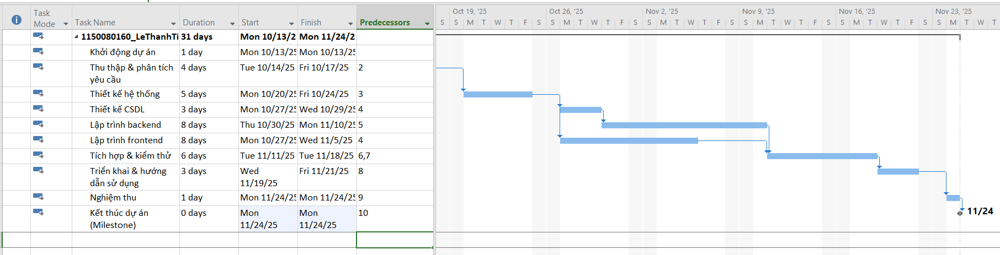 Task Mode Task Name Duration Start Finish Predecessors
Oct 19, '25 Oct 26, '25 Nov 2, '25 Nov 9, '25 Nov 16, '25 Nov 23, '25
S S M T W T F S S M T W T F S S M T W T F S S M T W T F S S M T W T F S S M T W T
1150080160_LeThanhTi 31 days Mon 10/13/2 Mon 11/24/2
Khởi động dự án 1 day Mon 10/13/25 Mon 10/13/25
Thu thập & phân tích yêu cầu 4 days Tue 10/14/25 Fri 10/17/25 2
Thiết kế hệ thống 5 days Mon 10/20/25 Fri 10/24/25 3
Thiết kế CSDL 3 days Mon 10/27/25 Wed 10/29/25 4
Lập trình backend 8 days Thu 10/30/25 Mon 11/10/25 5
Lập trình frontend 8 days Mon 10/27/25 Wed 11/5/25 4
Tích hợp & kiểm thử 6 days Tue 11/11/25 Tue 11/18/25 6,7
Triển khai & hướng dẫn sử dụng 3 days Wed 11/19/25 Fri 11/21/25 8
Nghiệm thu 1 day Mon 11/24/25 Mon 11/24/25 9
Kết thúc dự án (Milestone) 0 days Mon 11/24/25 Mon 11/24/25 10
11/24